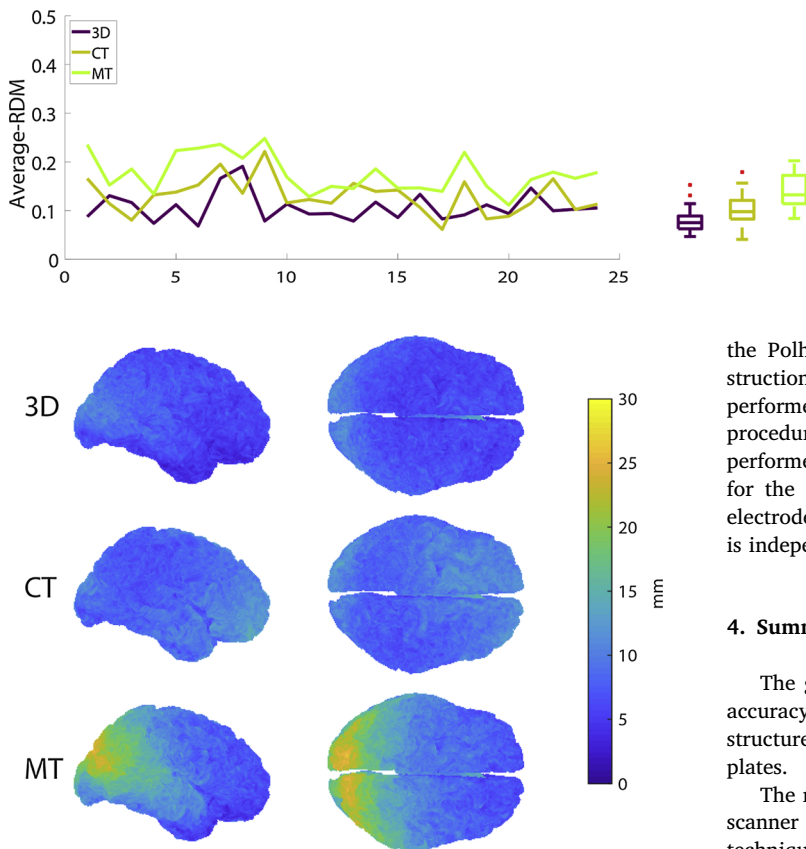 0.5
0.4
0.3
0.2
0.1
0
Average-RDM
3D
CT
MT
0 5 10 15 20 25
3D
CT
MT
30
25
20
15
10
5
0
mm
the Polh
struction
performe
procedur
performe
for the
electrode
is indepe
4. Sumr
The g
accuracy
structure
plates.
The r
scanner
techniqu